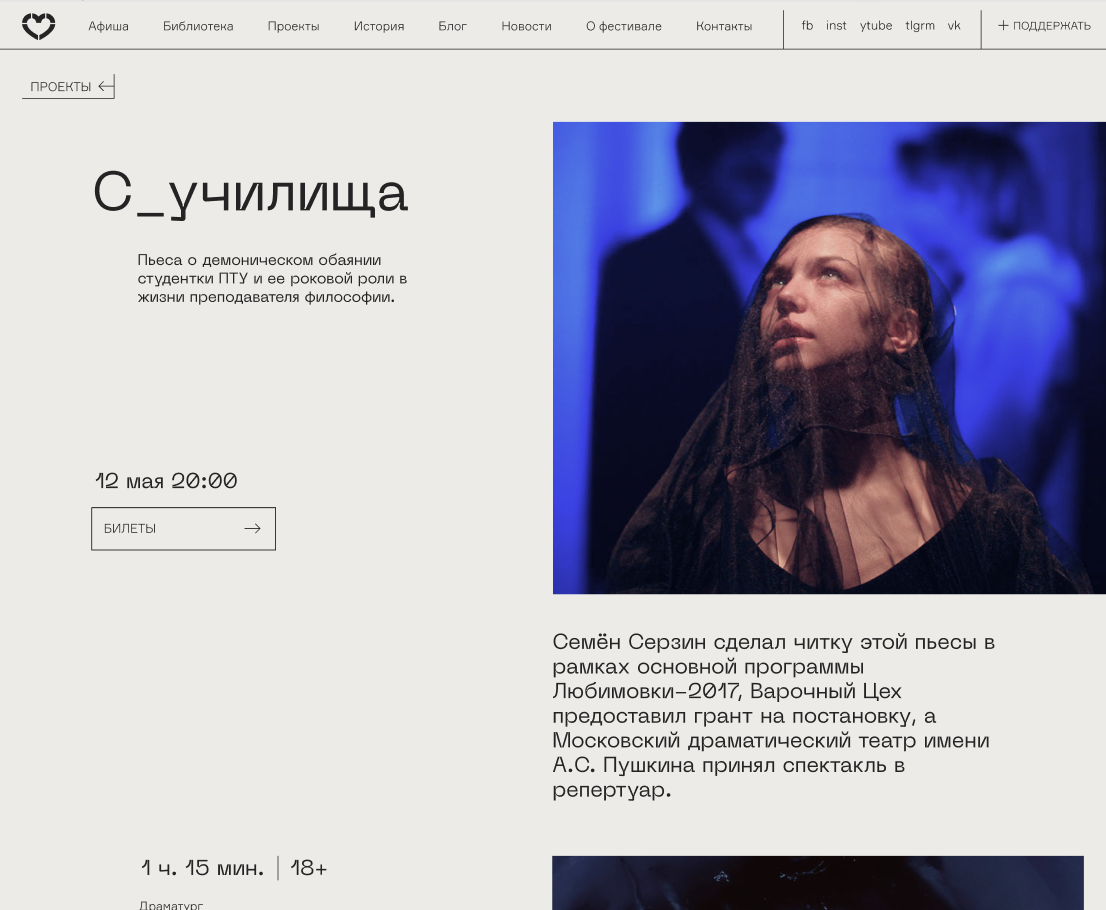 Афиша Библиотека Проекты История Блог Новости О фестивале Контакты fb inst ytube tlgrm vk + ПОДДЕРЖАТЬ
ПРОЕКТЫ ←
С_училища
Пьеса о демоническом обаянии
студентки ПТУ и ее роковой роли в
жизни преподавателя философии.
12 мая 20:00
БИЛЕТЫ →
Семён Серзин сделал читку этой пьесы в
рамках основной программы
Любимовки–2017, Варочный Цех
предоставил грант на постановку, а
Московский драматический театр имени
А.С. Пушкина принял спектакль в
репертуар.
1 ч. 15 мин. | 18+
Драматург